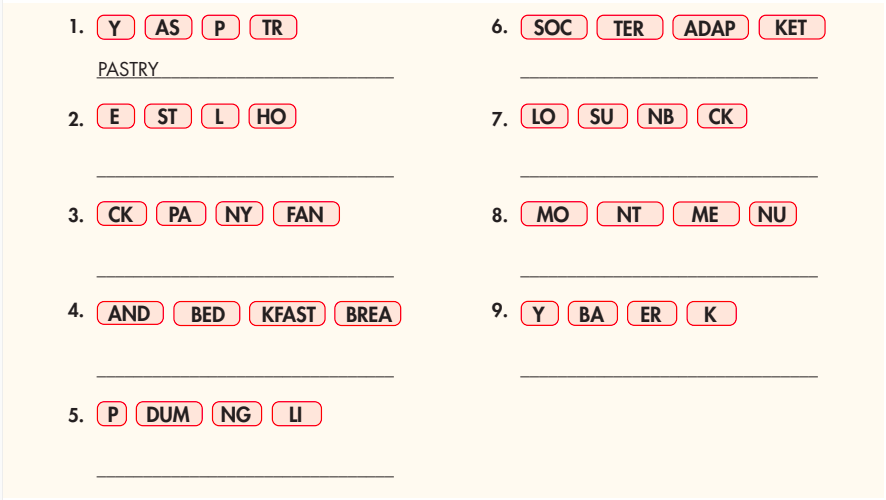 1. Y AS P TR
PASTRY
2. E ST L HO
3. CK PA NY FAN
4. AND BED KFAST BREA
5. P DUM NG LI
6. SOC TER ADAP KET
7. LO SU NB CK
8. MO NT ME NU
9. Y BA ER K